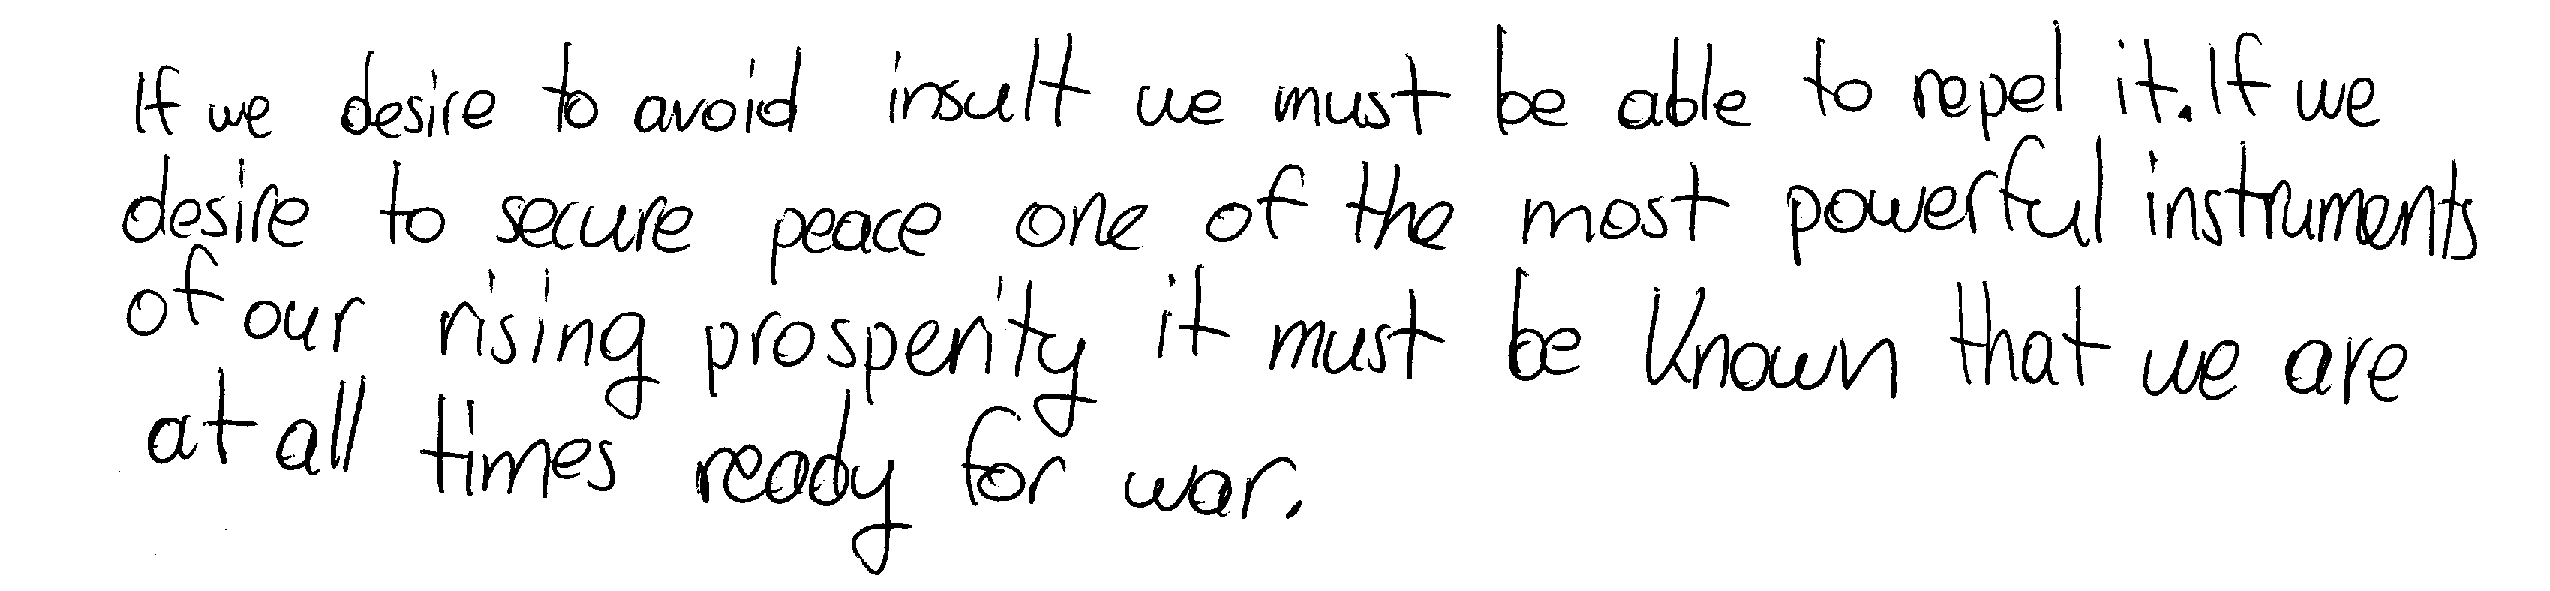 If we desire to avoid insult we must be able to repel it. If we
desire to secure peace one of the most powerful instruments
of our rising prosperity it must be known that we are
at all times ready for war.